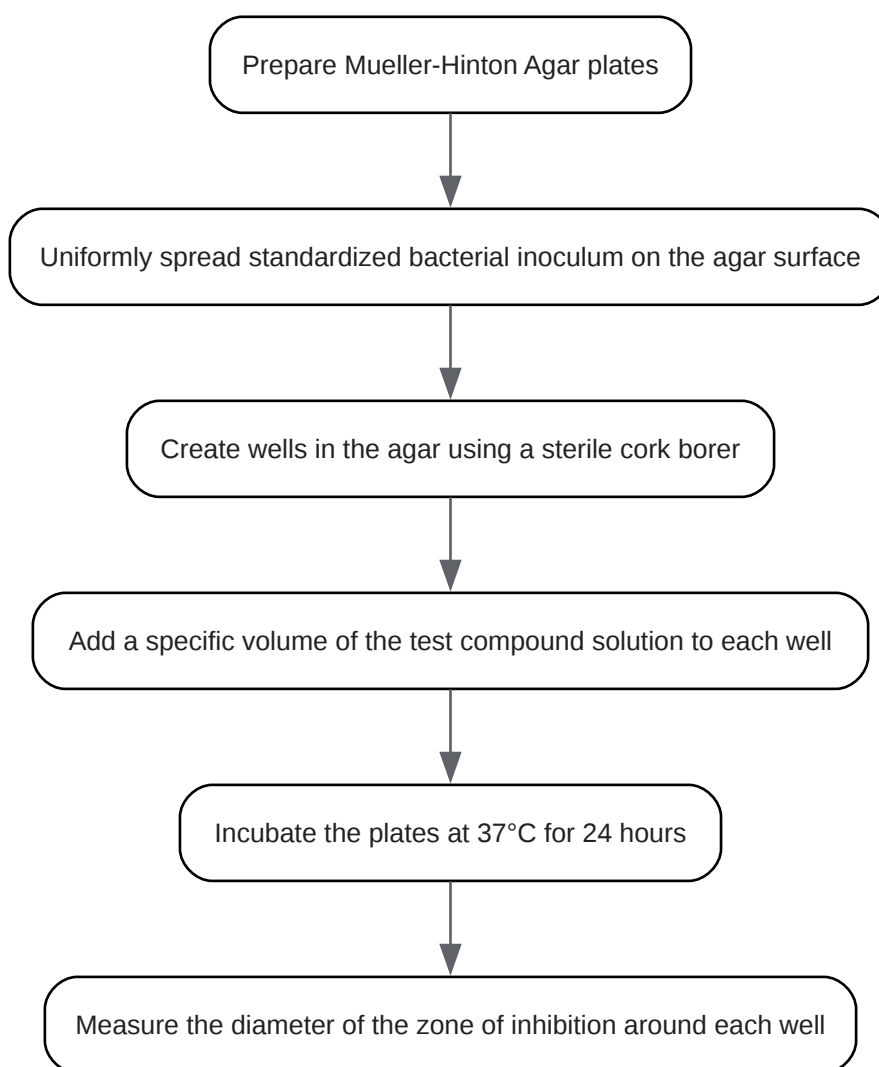 Prepare Mueller-Hinton Agar plates
Uniformly spread standardized bacterial inoculum on the agar surface
Create wells in the agar using a sterile cork borer
Add a specific volume of the test compound solution to each well
Incubate the plates at 37°C for 24 hours
Measure the diameter of the zone of inhibition around each well